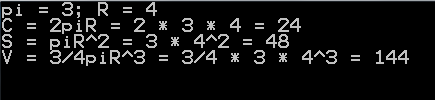 pi = 3; R = 4
C = 2piR = 2 * 3 * 4 = 24
S = piR^2 = 3 * 4^2 = 48
V = 3/4piR^3 = 3/4 * 3 * 4^3 = 144